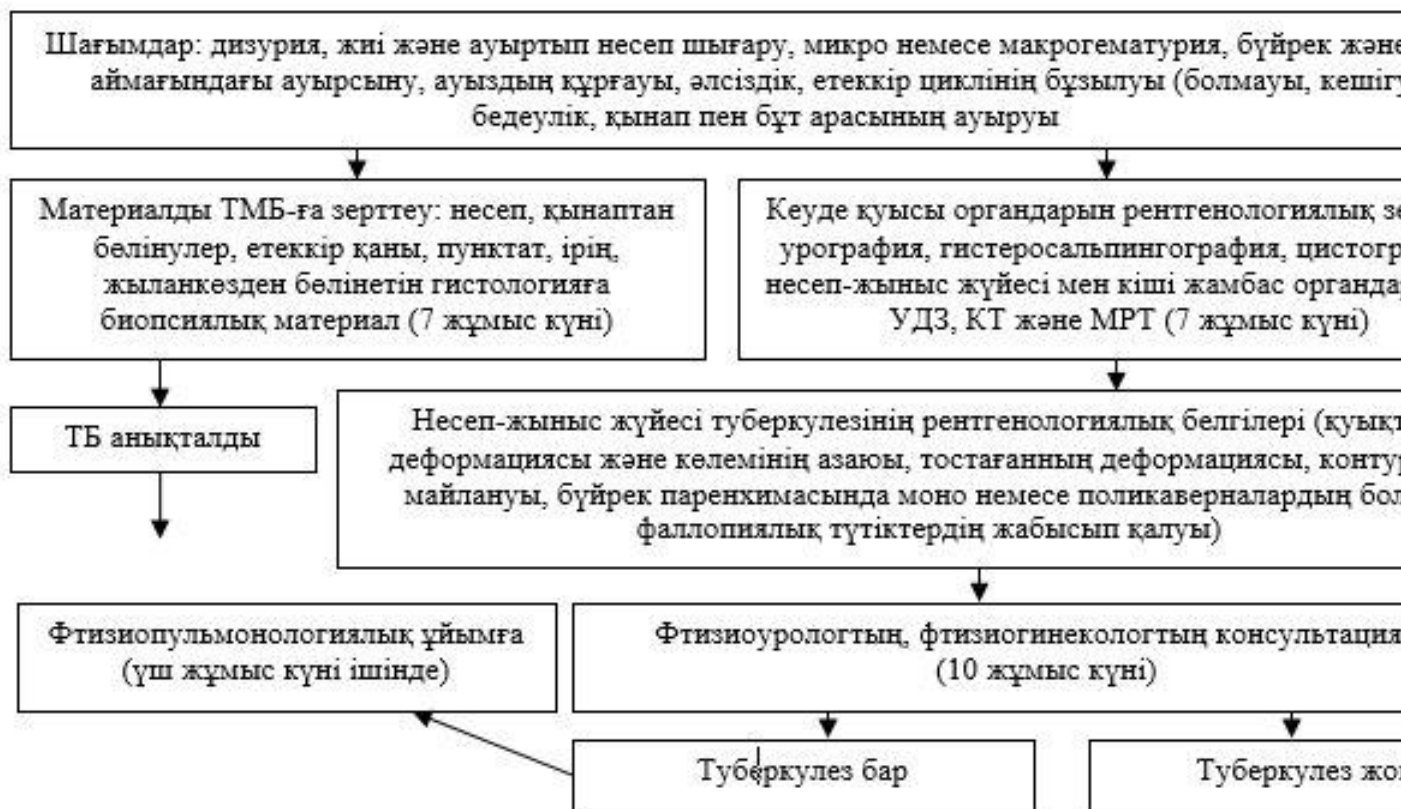 Шағымдар: дизурия, жиі және ауыртып несеп шығару, микро немесе макрогематурия, бүйрек және
аймағындағы ауырсыну, ауыздың құрғауы, әлсіздік, етеккір циклінің бұзылуы (болмауы, кешігу
бедеулік, қынап пен бұт арасының ауыруы
Материалды ТМБ-ға зерттеу: несеп, қынаптан
бөлінулер, етеккір қаны, пунктат, ірің,
жыланкөзден бөлінетін гистологияға
биопсиялық материал (7 жұмыс күні)
Кеуде қуысы органдарын рентгенологиялық зе
урография, гистеросальпингография, цистогр
несеп-жыныс жүйесі мен кіші жамбас органда
УДЗ, КТ және МРТ (7 жұмыс күні)
ТБ анықталды
Несеп-жыныс жүйесі туберкулезінің рентгенологиялық белгілері (қуықт
деформациясы және көлемінің азаюы, тостағанның деформациясы, контур
майлануы, бүйрек паренхимасында моно немесе поликаверналардың бол
фаллопиялық түтіктердің жабысып қалуы)
Фтизиопульмонологиялық ұйымға
(үш жұмыс күні ішінде)
Фтизиоурологтың, фтизиогинекологтың консультация
(10 жұмыс күні)
Туберкулез бар
Туберкулез жо